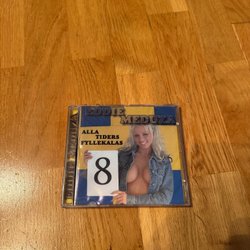 EDDIE
MEDUZA
ALLA
TIDERS
FYLLEKALAS
8